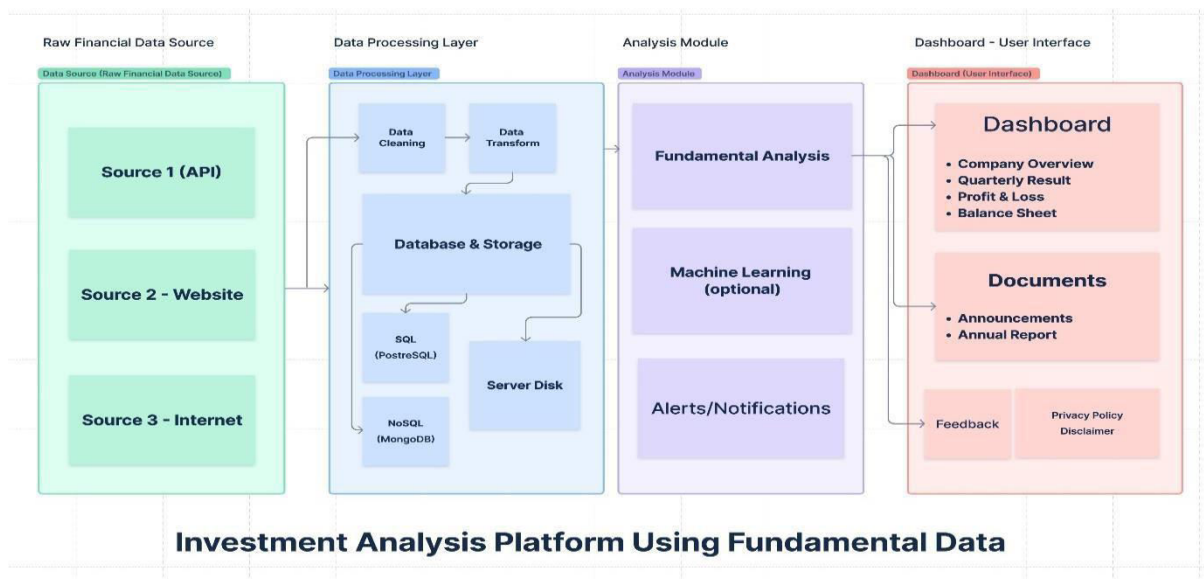 Raw Financial Data Source
Data Processing Layer
Analysis Module
Dashboard - User Interface
Data Source (Raw Financial Data Source)
Source 1 (API)
Source 2 - Website
Source 3 - Internet
Data Processing Layer
Data
Cleaning
Data
Transform
Database & Storage
SQL
(PostreSQL)
NoSQL
(MongoDB)
Server Disk
Analysis Module
Fundamental Analysis
Machine Learning
(optional)
Alerts/Notifications
Dashboard (User Interface)
Dashboard
• Company Overview
• Quarterly Result
• Profit & Loss
• Balance Sheet
Documents
• Announcements
• Annual Report
Feedback
Privacy Policy
Disclaimer
Investment Analysis Platform Using Fundamental Data